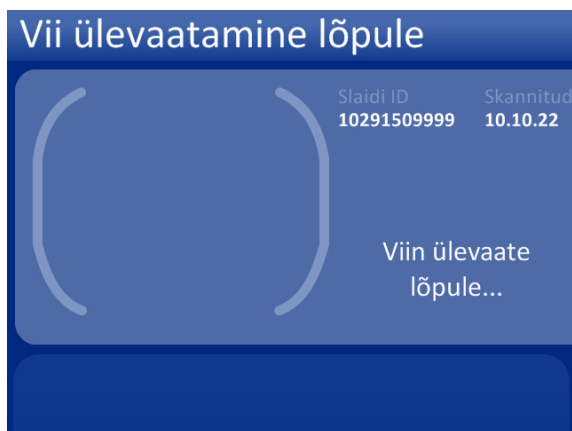 Vii ülevaatamine lõpule
Slaidi ID Skannitud
10291509999 10.10.22
Viin ülevaate
lõpule...